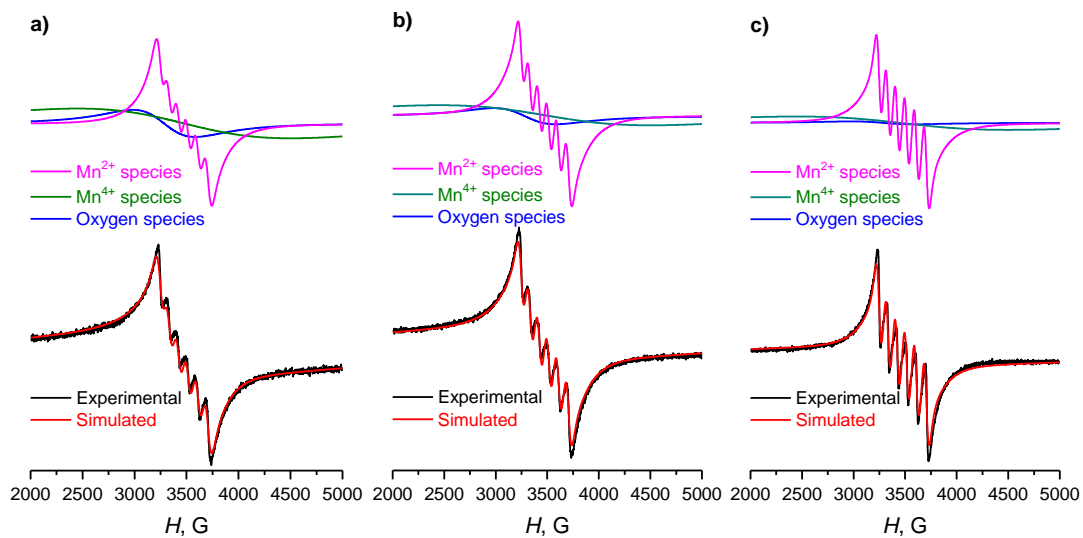 a)
Mn²⁺ species
Mn⁴⁺ species
Oxygen species
Experimental
Simulated
2000 2500 3000 3500 4000 4500 5000
H, G
b)
Mn²⁺ species
Mn⁴⁺ species
Oxygen species
Experimental
Simulated
2000 2500 3000 3500 4000 4500 5000
H, G
c)
Mn²⁺ species
Mn⁴⁺ species
Oxygen species
Experimental
Simulated
2000 2500 3000 3500 4000 4500 5000
H, G